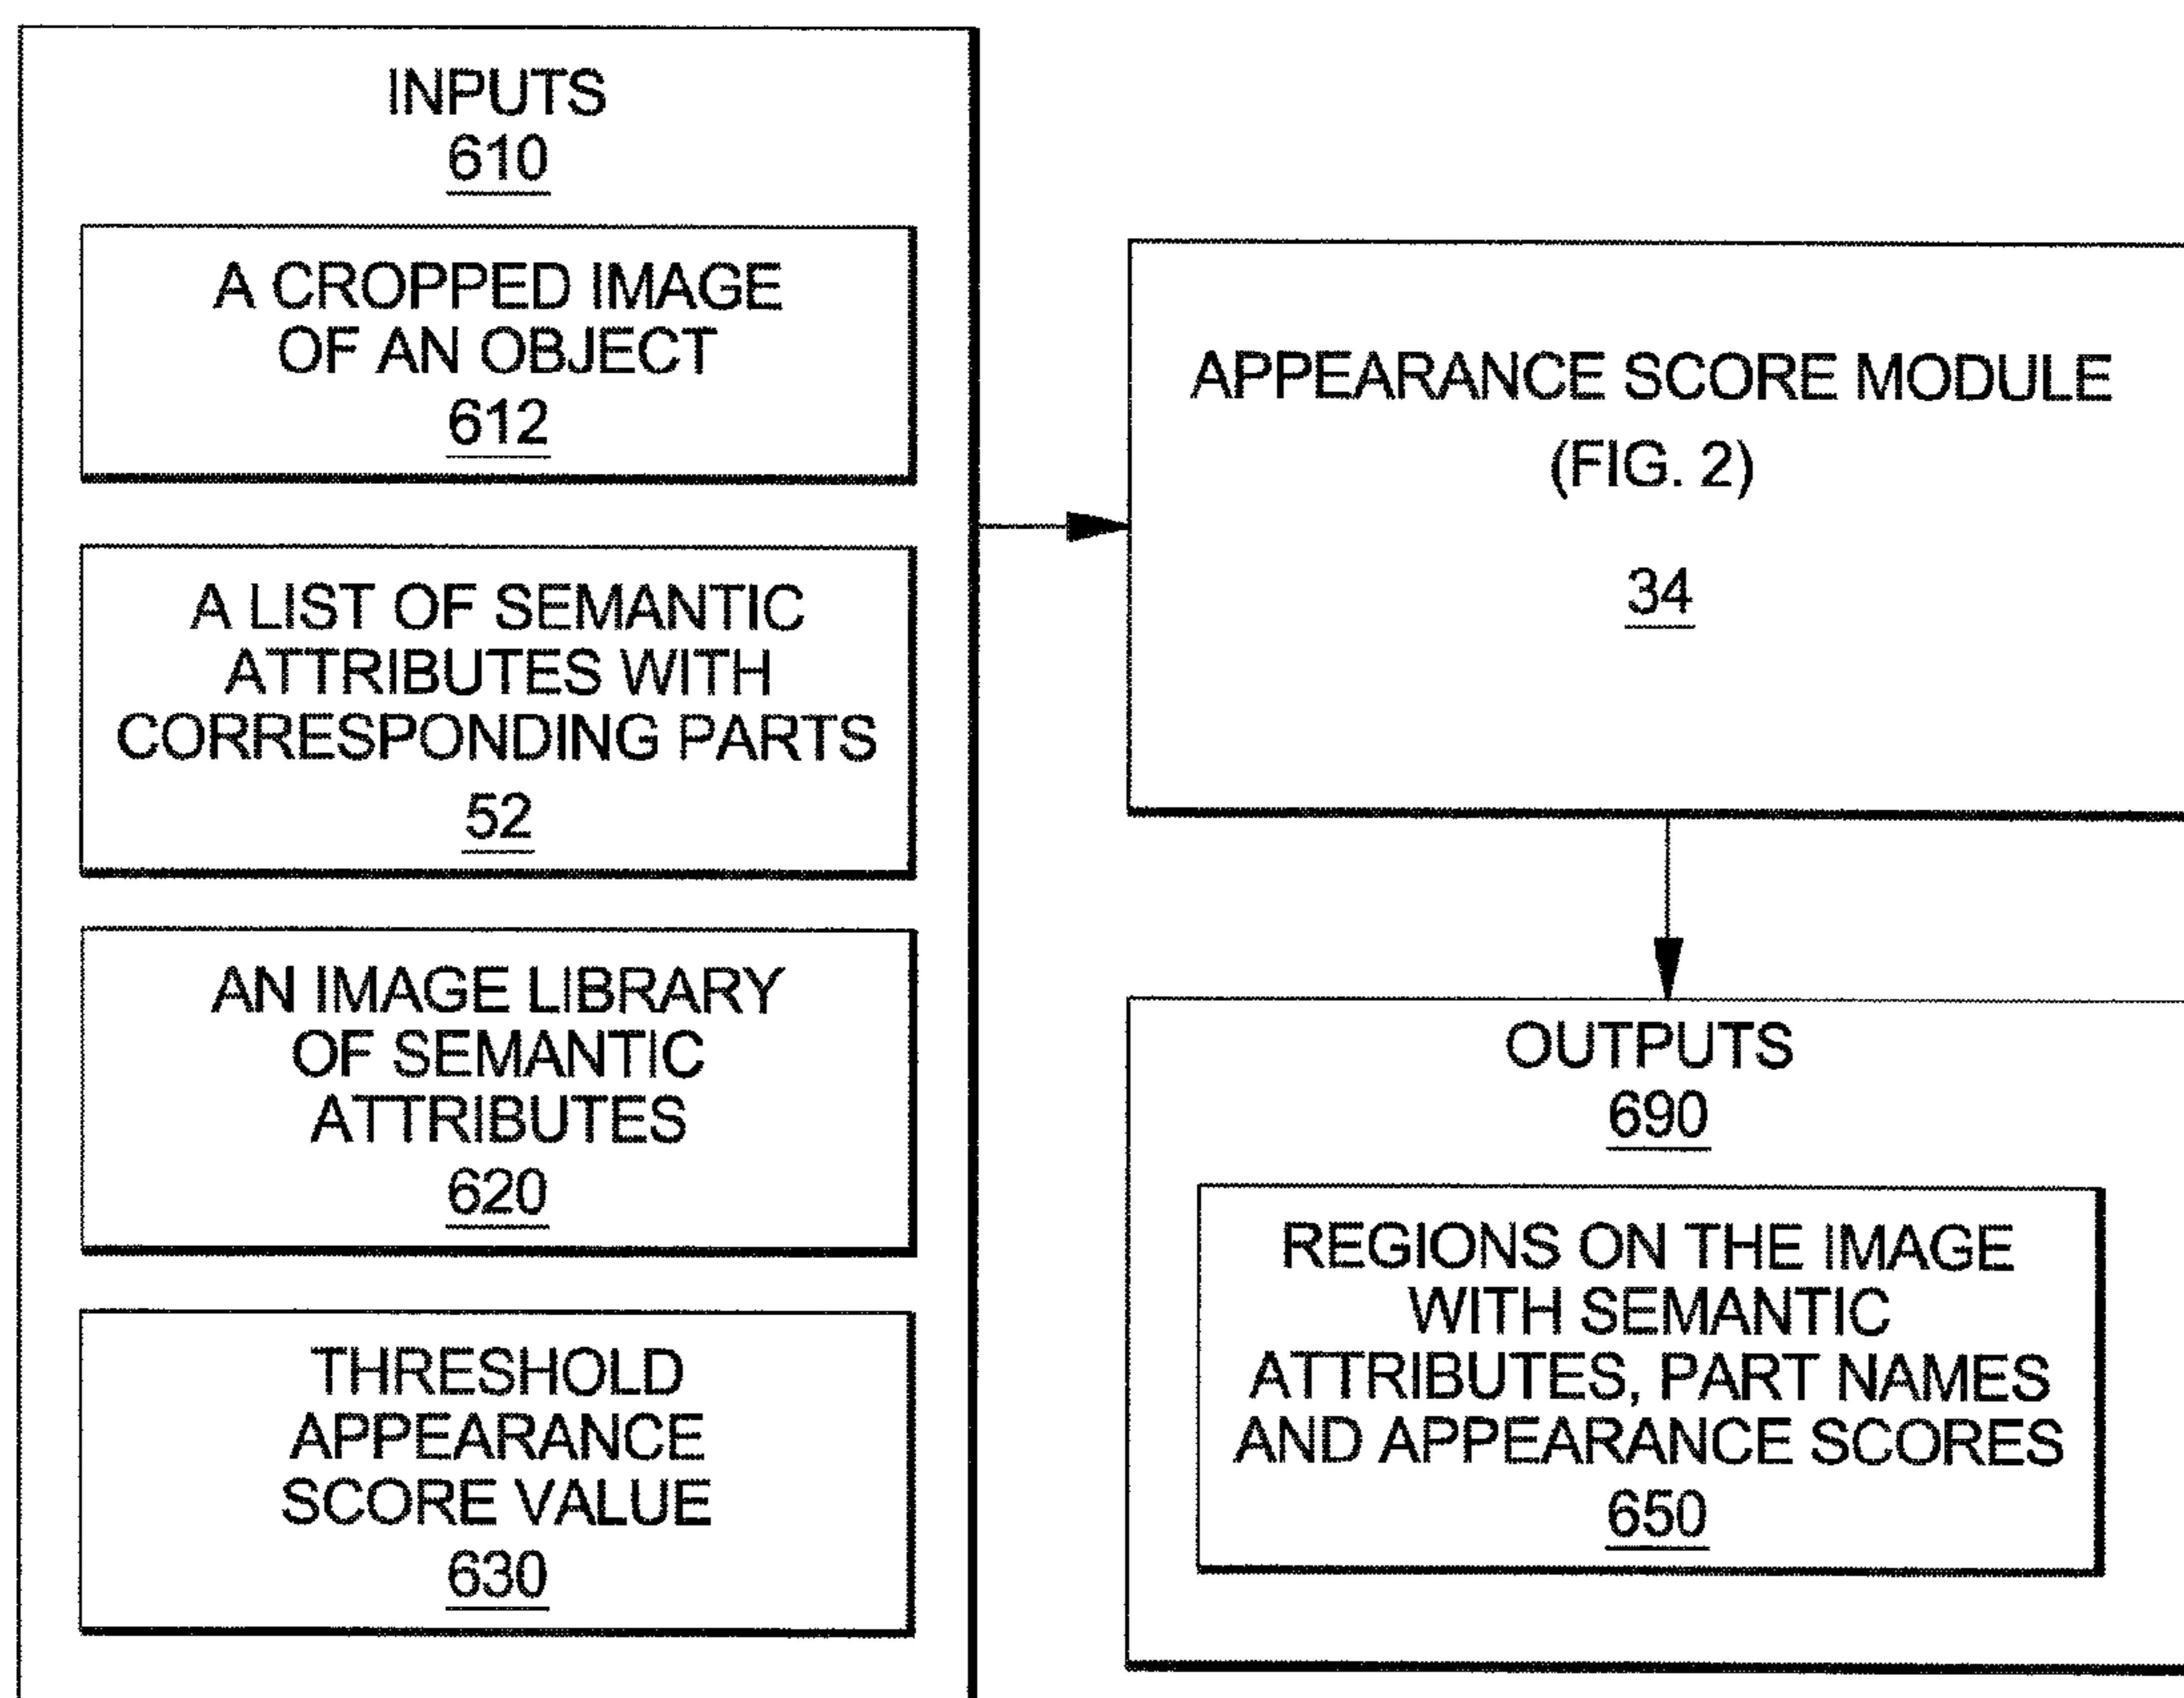 INPUTS
610
A CROPPED IMAGE
OF AN OBJECT
612
A LIST OF SEMANTIC
ATTRIBUTES WITH
CORRESPONDING PARTS
52
AN IMAGE LIBRARY
OF SEMANTIC
ATTRIBUTES
620
THRESHOLD
APPEARANCE
SCORE VALUE
630
APPEARANCE SCORE MODULE
(FIG. 2)
34
OUTPUTS
690
REGIONS ON THE IMAGE
WITH SEMANTIC
ATTRIBUTES, PART NAMES
AND APPEARANCE SCORES
650